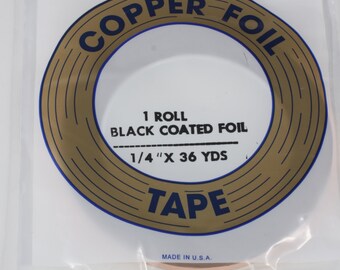 COPPER FOIL
1 ROLL
BLACK COATED FOIL
1/4" X 36 YDS
TAPE
MADE IN U.S.A.